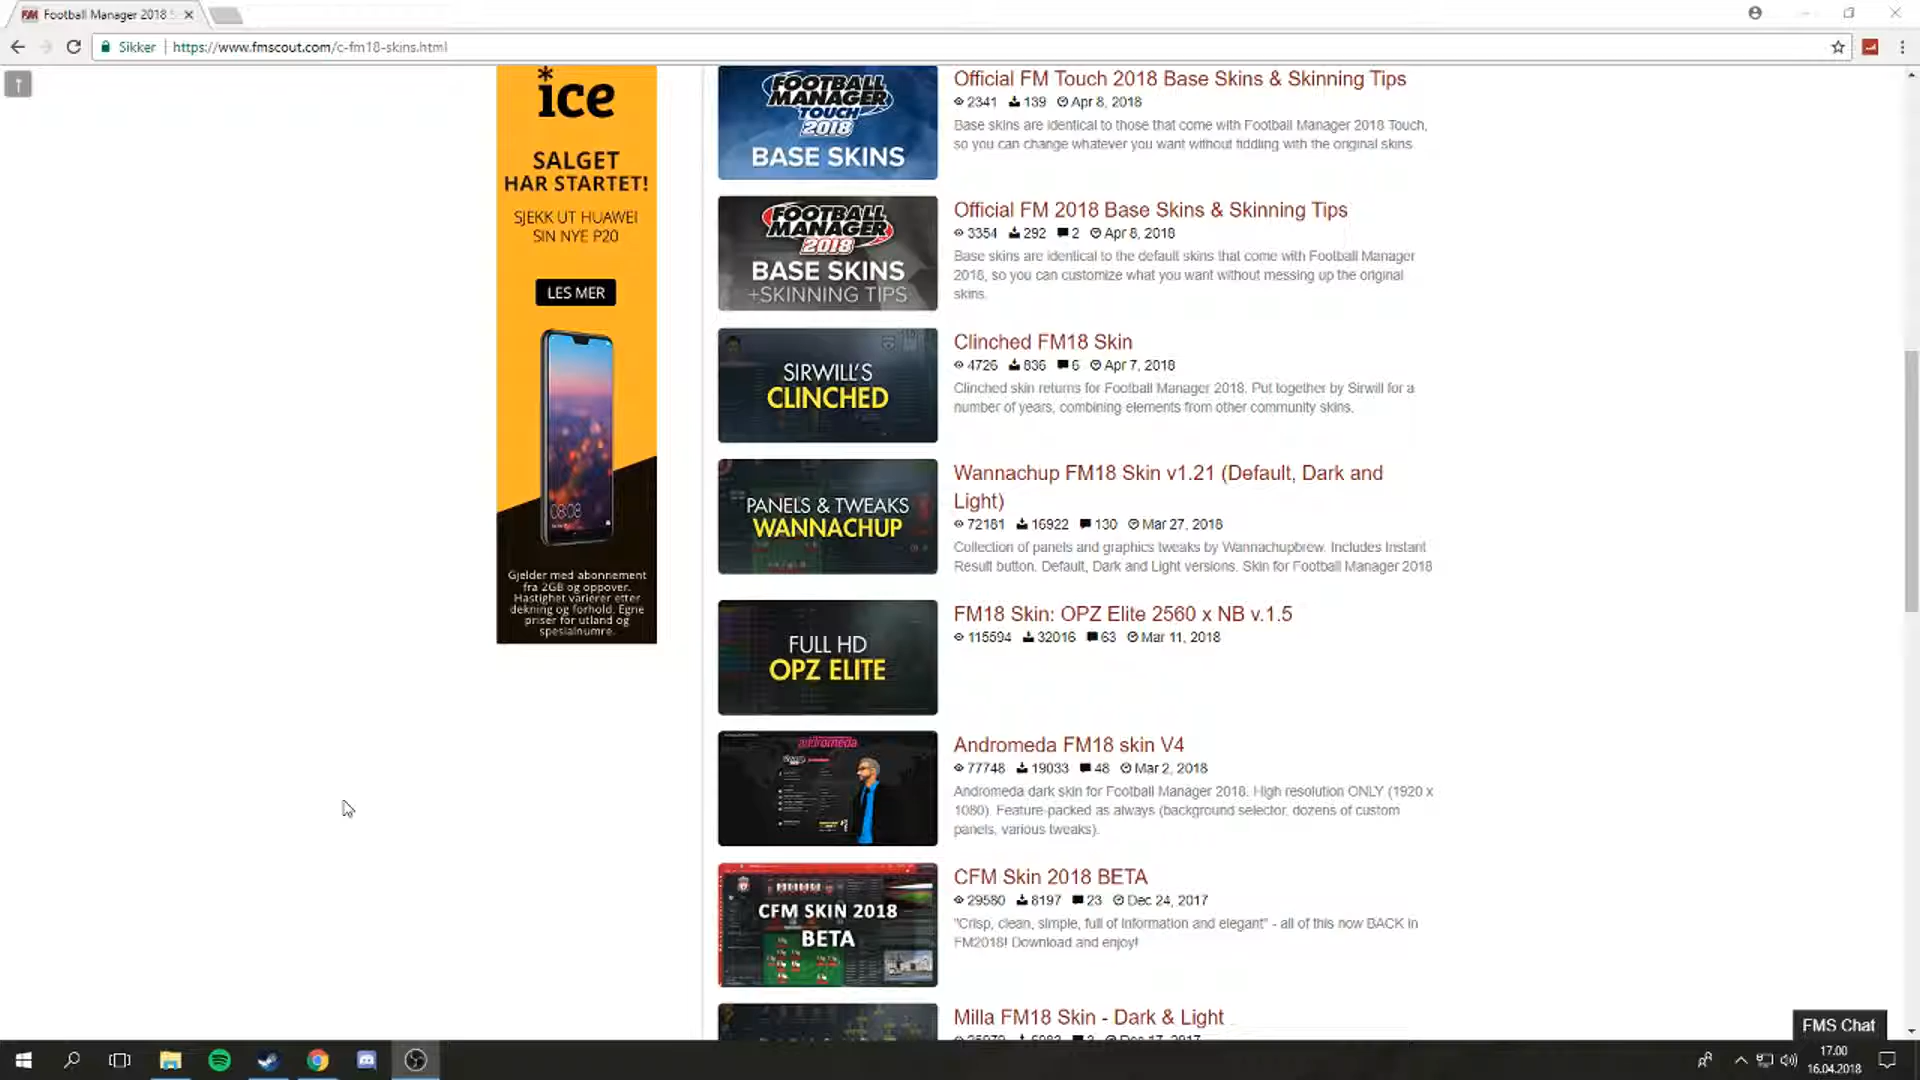 Football Manager 2018 S
Sikker
https://www.fmscout.com/c-fm18-skins.html
ice
SALGET
HAR STARTET!
SJEKK UT HUAWEI
SIN NYE P20
LES MER
08:08
Gjelder med abonnement
fra 2GB og oppover.
Hastighet varierer etter
dekning og forhold. Egne
priser for utland og
spesialnumre.
FOOTBALL
MANAGER
TOUCH
2018
BASE SKINS
Official FM Touch 2018 Base Skins & Skinning Tips
2341 139 Apr 8, 2018
Base skins are identical to those that come with Football Manager 2018 Touch,
so you can change whatever you want without fiddling with the original skins
FOOTBALL
MANAGER
2018
BASE SKINS
+SKINNING TIPS
Official FM 2018 Base Skins & Skinning Tips
3354 292 2 Apr 8, 2018
Base skins are identical to the default skins that come with Football Manager
2018, so you can customize what you want without messing up the original
skins.
SIRWILL'S
CLINCHED
Clinched FM18 Skin
4726 836 6 Apr 7, 2018
Clinched skin returns for Football Manager 2018. Put together by Sirwill for a
number of years, combining elements from other community skins.
PANELS & TWEAKS
WANNACHUP
Wannachup FM18 Skin v1.21 (Default, Dark and
Light)
72181 16922 130 Mar 27, 2018
Collection of panels and graphics tweaks by Wannachupbrew. Includes Instant
Result button. Default, Dark and Light versions. Skin for Football Manager 2018
FULL HD
OPZ ELITE
FM18 Skin: OPZ Elite 2560 x NB v.1.5
115594 32016 63 Mar 11, 2018
andromeda
Andromeda FM18 skin V4
77748 19033 48 Mar 2, 2018
Andromeda dark skin for Football Manager 2018. High resolution ONLY (1920 x
1080). Feature-packed as always (background selector, dozens of custom
panels, various tweaks).
CFM SKIN 2018
BETA
CFM Skin 2018 BETA
29580 8197 23 Dec 24, 2017
"Crisp, clean, simple, full of information and elegant" - all of this now BACK in
FM2018! Download and enjoy!
Milla FM18 Skin - Dark & Light
Dec 17, 2017
FMS Chat
17.00
16.04.2018